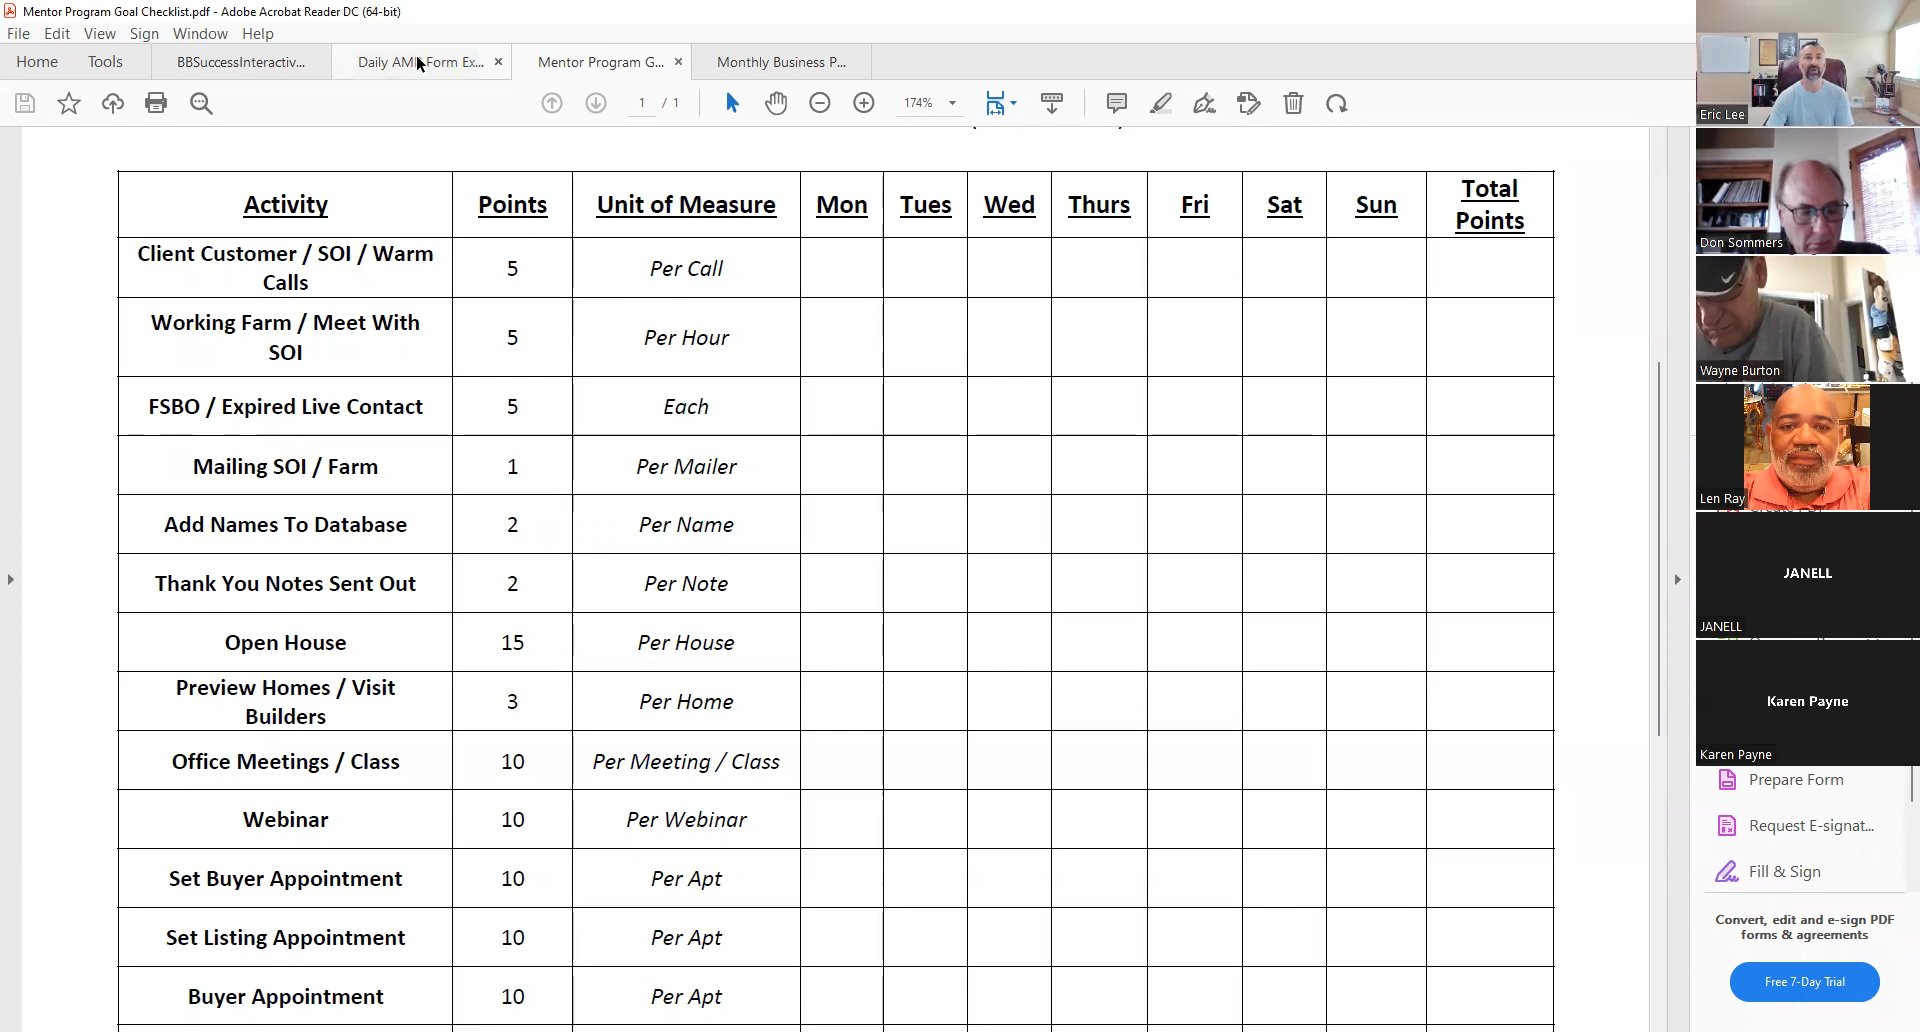 Mentor Program Goal Checklist.pdf - Adobe Acrobat Reader DC (64-bit)
File Edit View Sign Window Help
Home Tools BBSuccessInteractiv... Daily AM Form Ex... Mentor Program G... Monthly Business P...
1 / 1 174%
Activity Points Unit of Measure Mon Tues Wed Thurs Fri Sat Sun Total
Points
Client Customer / SOI / Warm
Calls 5 Per Call
Working Farm / Meet With
SOI 5 Per Hour
FSBO / Expired Live Contact 5 Each
Mailing SOI / Farm 1 Per Mailer
Add Names To Database 2 Per Name
Thank You Notes Sent Out 2 Per Note
Open House 15 Per House
Preview Homes / Visit
Builders 3 Per Home
Office Meetings / Class 10 Per Meeting / Class
Webinar 10 Per Webinar
Set Buyer Appointment 10 Per Apt
Set Listing Appointment 10 Per Apt
Buyer Appointment 10 Per Apt
Eric Lee
Don Sommers
Wayne Burton
Len Ray
JANELL
JANELL
Karen Payne
Karen Payne
Prepare Form
Request E-signat...
Fill & Sign
Convert, edit and e-sign PDF
forms & agreements
Free 7-Day Trial